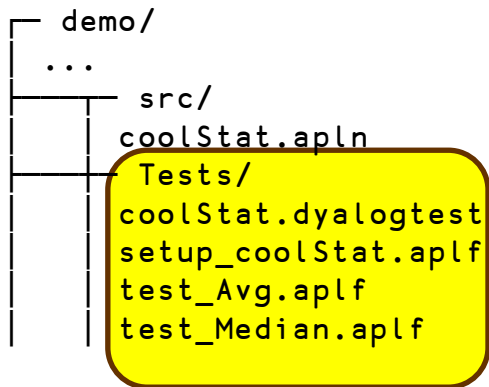 demo/
...
src/
coolStat.apln
Tests/
coolStat.dyalogtest
setup_coolStat.aplf
test_Avg.aplf
test_Median.aplf